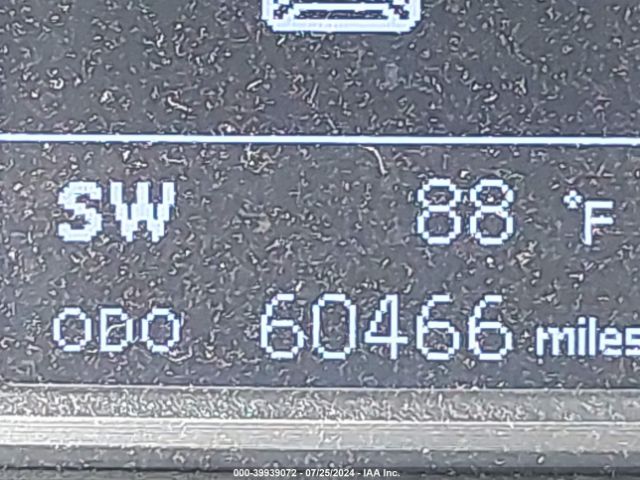 SW 88 °F
ODO 60466 miles
000-39939072 - 07/25/2024 - IAA Inc.